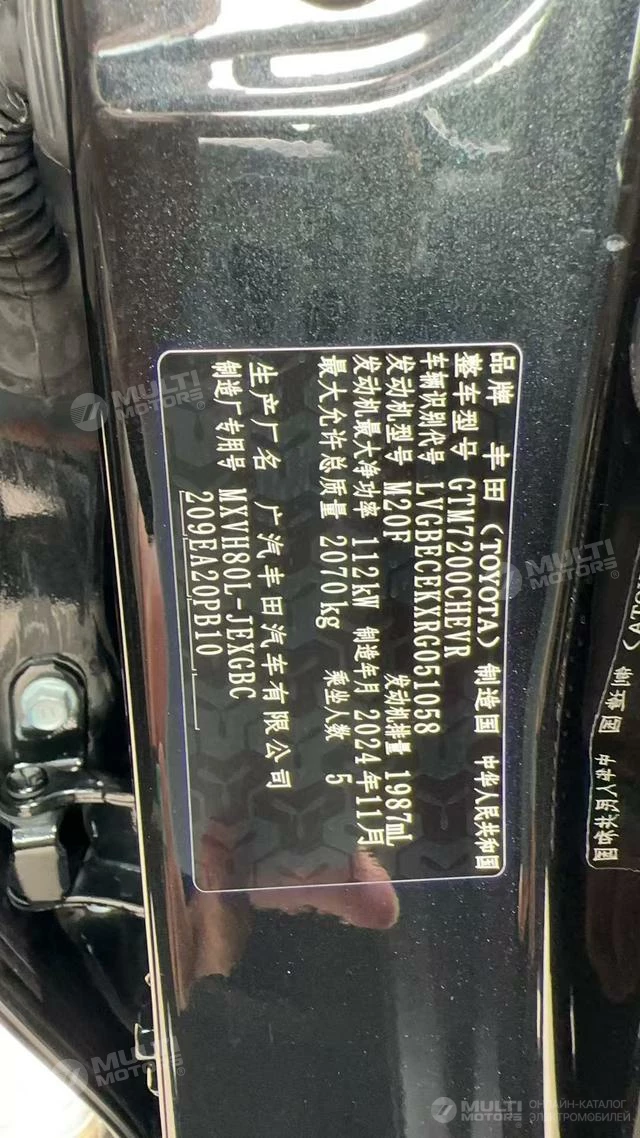 品牌 丰田（TOYOTA） 制造国 中华人民共和国
整车型号 GTM7200CHEVR
车辆识别代号 LVGBECEKXRG051058
发动机型号 M20F 发动机排量 1987mL
发动机最大净功率 112kW 制造年月 2024年11月
最大允许总质量 2070kg 乘坐人数 5
生产厂名 广汽丰田汽车有限公司
制造厂专用号 MXVH80L-JEXGBC
209EA20PB10
MULTI MOTORS
MULTI MOTORS
MULTI MOTORS
MULTI MOTORS
ОНЛАЙН-КАТАЛОГ
ЭЛЕКТРОМОБИЛЕЙ